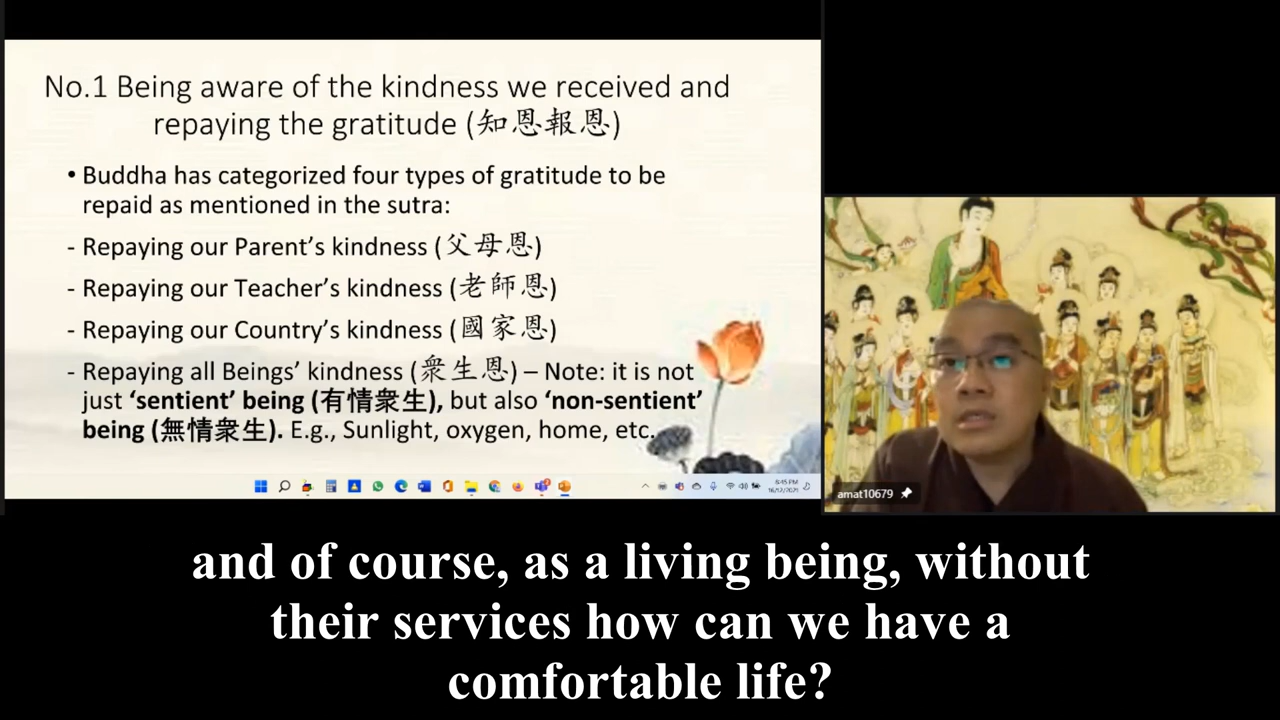 No.1 Being aware of the kindness we received and
repaying the gratitude (知恩報恩)
• Buddha has categorized four types of gratitude to be
repaid as mentioned in the sutra:
- Repaying our Parent's kindness (父母恩)
- Repaying our Teacher's kindness (老師恩)
- Repaying our Country's kindness (國家恩)
- Repaying all Beings' kindness (衆生恩) – Note: it is not
just ‘sentient’ being (有情衆生), but also ‘non-sentient’
being (無情衆生). E.g., Sunlight, oxygen, home, etc.
amat10679
and of course, as a living being, without
their services how can we have a
comfortable life?